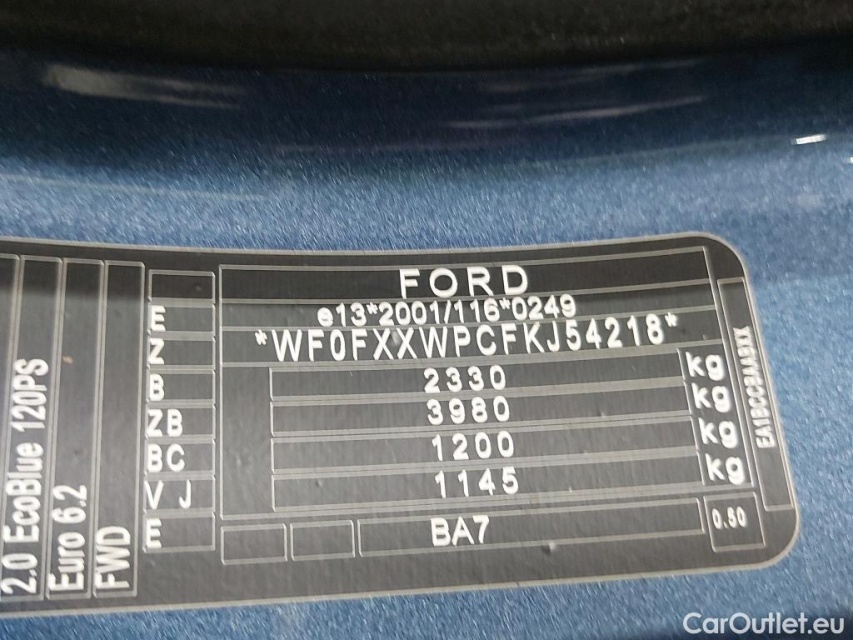 FORD
e13*2001/116*0249
*WF0FXXWPCFKJ54218*
2330 kg
3980 kg
1200 kg
1145 kg
BA7
0.50
E
Z
B
ZB
BC
V J
E
2.0 EcoBlue 120PS
Euro 6.2
FWD
CarOutlet.eu